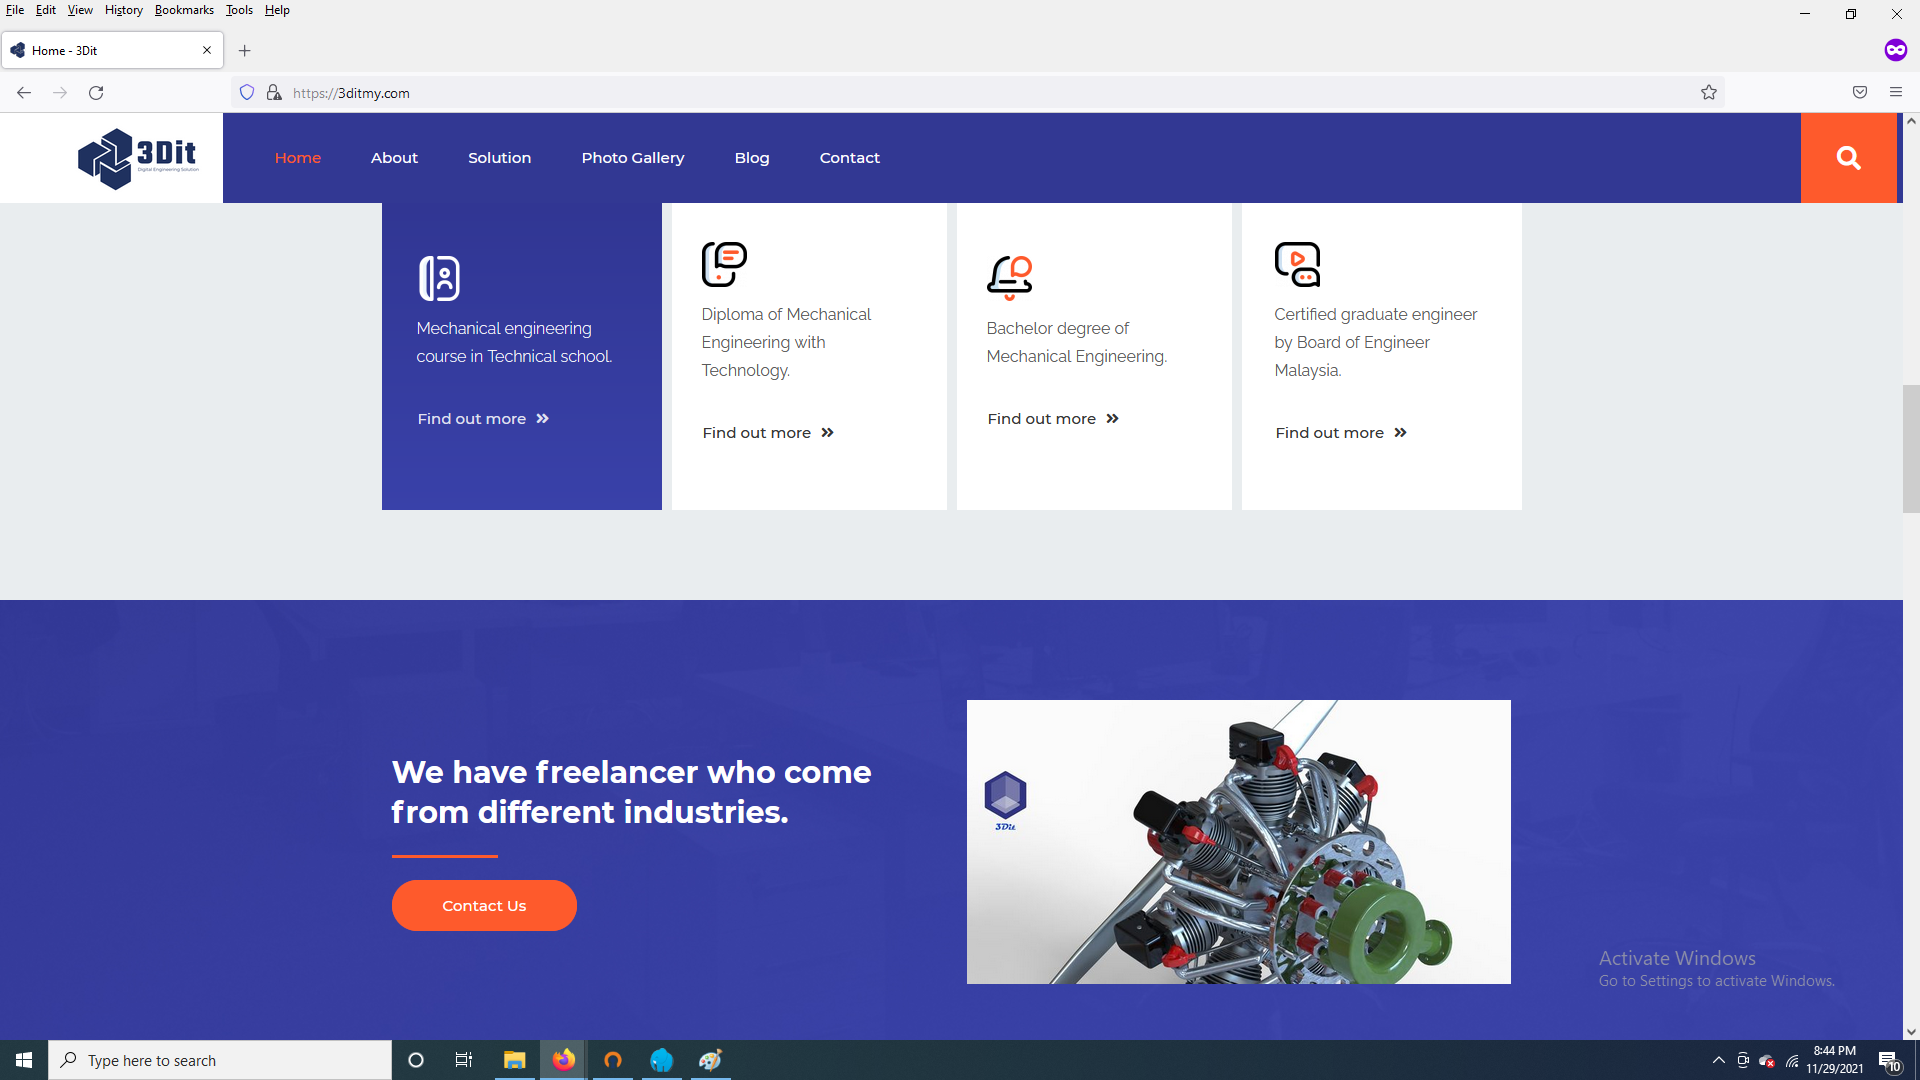 File Edit View History Bookmarks Tools Help
Home - 3Dit
https://3ditmy.com
3Dit
Digital Engineering Solution
Home About Solution Photo Gallery Blog Contact
Mechanical engineering
course in Technical school.
Find out more
Diploma of Mechanical
Engineering with
Technology.
Find out more
Bachelor degree of
Mechanical Engineering.
Find out more
Certified graduate engineer
by Board of Engineer
Malaysia.
Find out more
We have freelancer who come
from different industries.
Contact Us
3Dit
Activate Windows
Go to Settings to activate Windows.
Type here to search
8:44 PM
11/29/2021
10